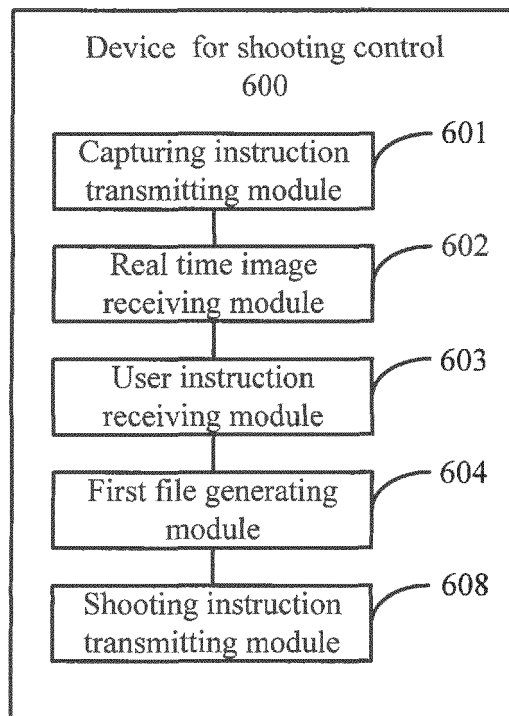 Device for shooting control
600
601
Capturing instruction
transmitting module
602
Real time image
receiving module
603
User instruction
receiving module
604
First file generating
module
608
Shooting instruction
transmitting module